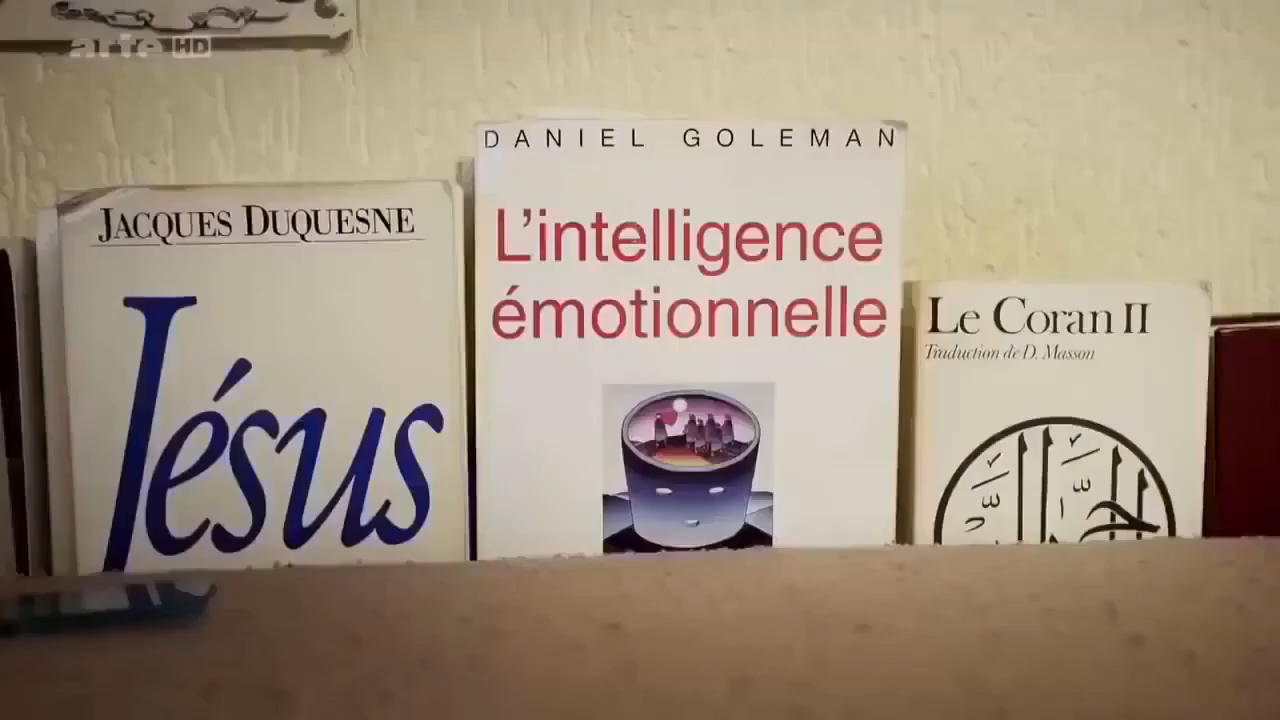 arte HD
JACQUES DUQUESNE
Jésus
DANIEL GOLEMAN
L'intelligence
émotionnelle
Le Coran II
Traduction de D. Masson